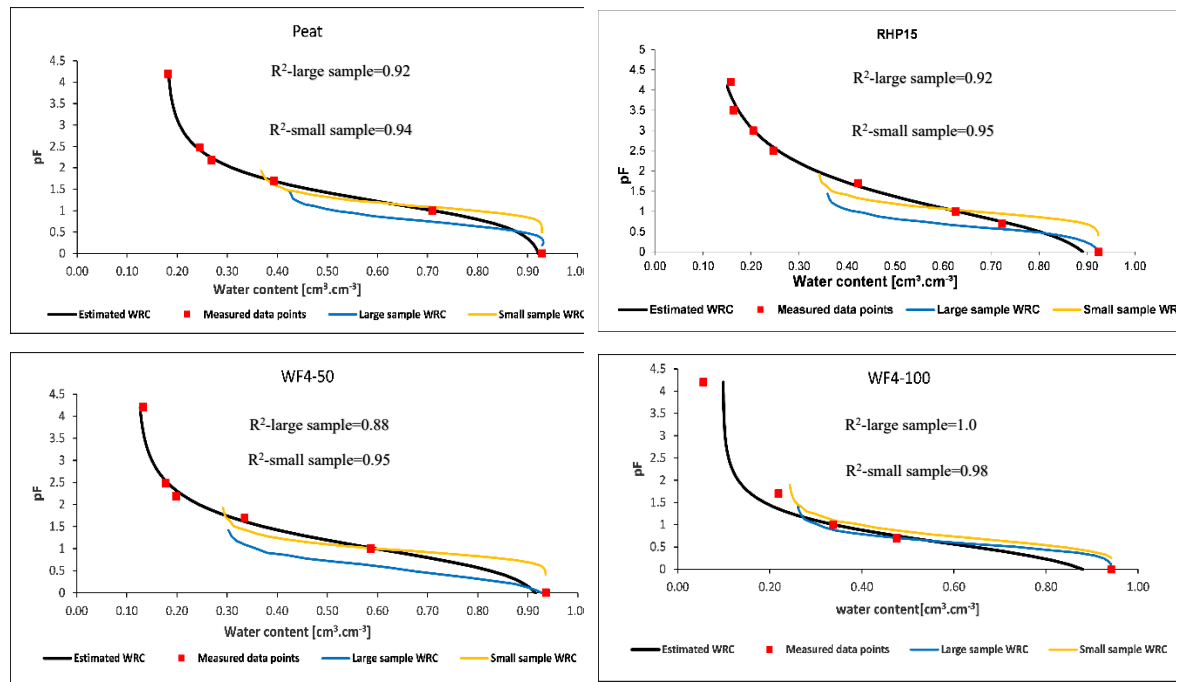 Peat
R²-large sample=0.92
R²-small sample=0.94
pF
4.5
4
3.5
3
2.5
2
1.5
1
0.5
0
0.00 0.10 0.20 0.30 0.40 0.50 0.60 0.70 0.80 0.90 1.00
Water content [cm³.cm⁻³]
Estimated WRC Measured data points Large sample WRC Small sample WRC
RHP15
R²-large sample=0.92
R²-small sample=0.95
pF
5
4.5
4
3.5
3
2.5
2
1.5
1
0.5
0
0.00 0.10 0.20 0.30 0.40 0.50 0.60 0.70 0.80 0.90 1.00
Water content [cm³.cm⁻³]
Estimated WRC Measured data points Large sample WRC Small sample WR
WF4-50
R²-large sample=0.88
R²-small sample=0.95
pF
4.5
4
3.5
3
2.5
2
1.5
1
0.5
0
0.00 0.10 0.20 0.30 0.40 0.50 0.60 0.70 0.80 0.90 1.00
Water content [cm³.cm⁻³]
Estimated WRC Measured data points Large sample WRC Small sample WRC
WF4-100
R²-large sample=1.0
R²-small sample=0.98
pF
4.5
4
3.5
3
2.5
2
1.5
1
0.5
0
0.00 0.20 0.40 0.60 0.80 1.00
water content[cm³.cm⁻³]
Estimated WRC Measured data points Large sample WRC Small sample WRC